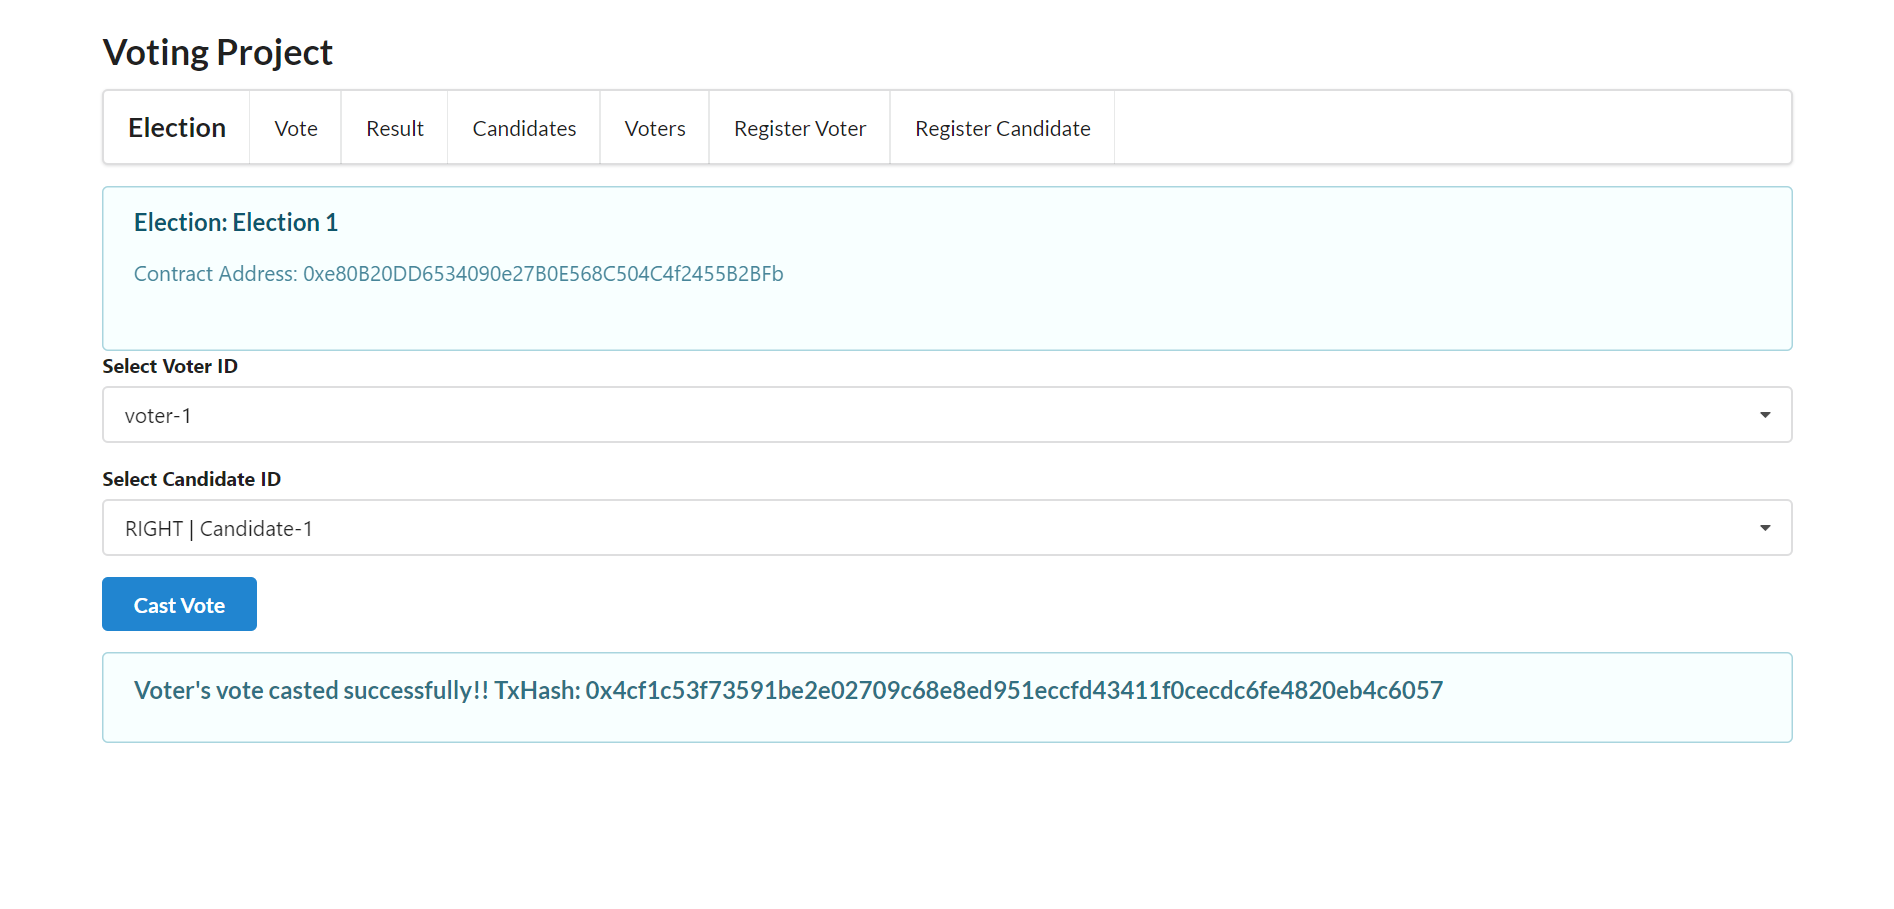 Voting Project
Election Vote Result Candidates Voters Register Voter Register Candidate
Election: Election 1
Contract Address: 0xe80B20DD6534090e27B0E568C504C4f2455B2BFb
Select Voter ID
voter-1
Select Candidate ID
RIGHT | Candidate-1
Cast Vote
Voter's vote casted successfully!! TxHash: 0x4cf1c53f73591be2e02709c68e8ed951eccfd43411f0cecdc6fe4820eb4c6057